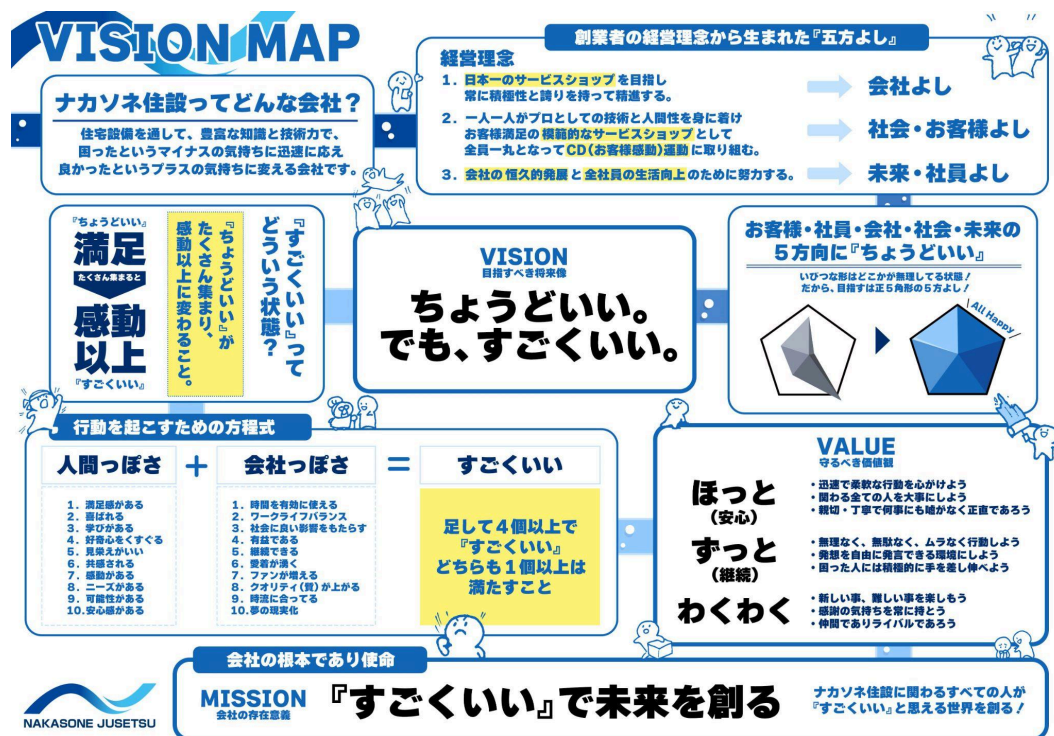 VISION MAP
ナカソネ住設ってどんな会社？
住宅設備を通して、豊富な知識と技術力で、
困ったというマイナスの気持ちに迅速に応え
良かったというプラスの気持ちに変える会社です。
創業者の経営理念から生まれた『五方よし』
経営理念
1. 日本一のサービスショップを目指し
常に積極性と誇りを持って精進する。
会社よし
2. 一人一人がプロとしての技術と人間性を身に着け
お客様満足の模範的なサービスショップとして
全員一丸となってCD(お客様感動)運動に取り組む。
社会・お客様よし
3. 会社の恒久的発展と全社員の生活向上のために努力する。
未来・社員よし
『すごくいい』って
どういう状態？
『ちょうどいい』が
たくさん集まり、
感動以上に変わること。
『ちょうどいい』
満足
たくさん集まると
感動
以上
『すごくいい』
VISION
目指すべき将来像
ちょうどいい。
でも、すごくいい。
お客様・社員・会社・社会・未来の
5方向に『ちょうどいい』
いびつな形はどこかが無理してる状態！
だから、目指すは正5角形の5方よし！
All Happy
行動を起こすための方程式
人間っぽさ
+
会社っぽさ
=
すごくいい
1. 満足感がある
2. 喜ばれる
3. 学びがある
4. 好奇心をくすぐる
5. 見栄えがいい
6. 共感される
7. 感動がある
8. ニーズがある
9. 可能性がある
10. 安心感がある
1. 時間を有効に使える
2. ワークライフバランス
3. 社会に良い影響をもたらす
4. 有益である
5. 継続できる
6. 愛着が湧く
7. ファンが増える
8. クオリティ(質)が上がる
9. 時流に合ってる
10. 夢の現実化
足して4個以上で
『すごくいい』
どちらも1個以上は
満たすこと
VALUE
守るべき価値観
ほっと
(安心)
・迅速で柔軟な行動を心がけよう
・関わる全ての人を大事にしよう
・親切・丁寧で何事にも嘘がなく正直であろう
ずっと
(継続)
・無理なく、無駄なく、ムラなく行動しよう
・発想を自由に発言できる環境にしよう
・困った人には積極的に手を差し伸べよう
わくわく
・新しい事、難しい事を楽しもう
・感謝の気持ちを常に持とう
・仲間でありライバルであろう
会社の根本であり使命
MISSION
会社の存在意義
『すごくいい』で未来を創る
ナカソネ住設に関わるすべての人が
『すごくいい』と思える世界を創る！
NAKASONE JUSETSU